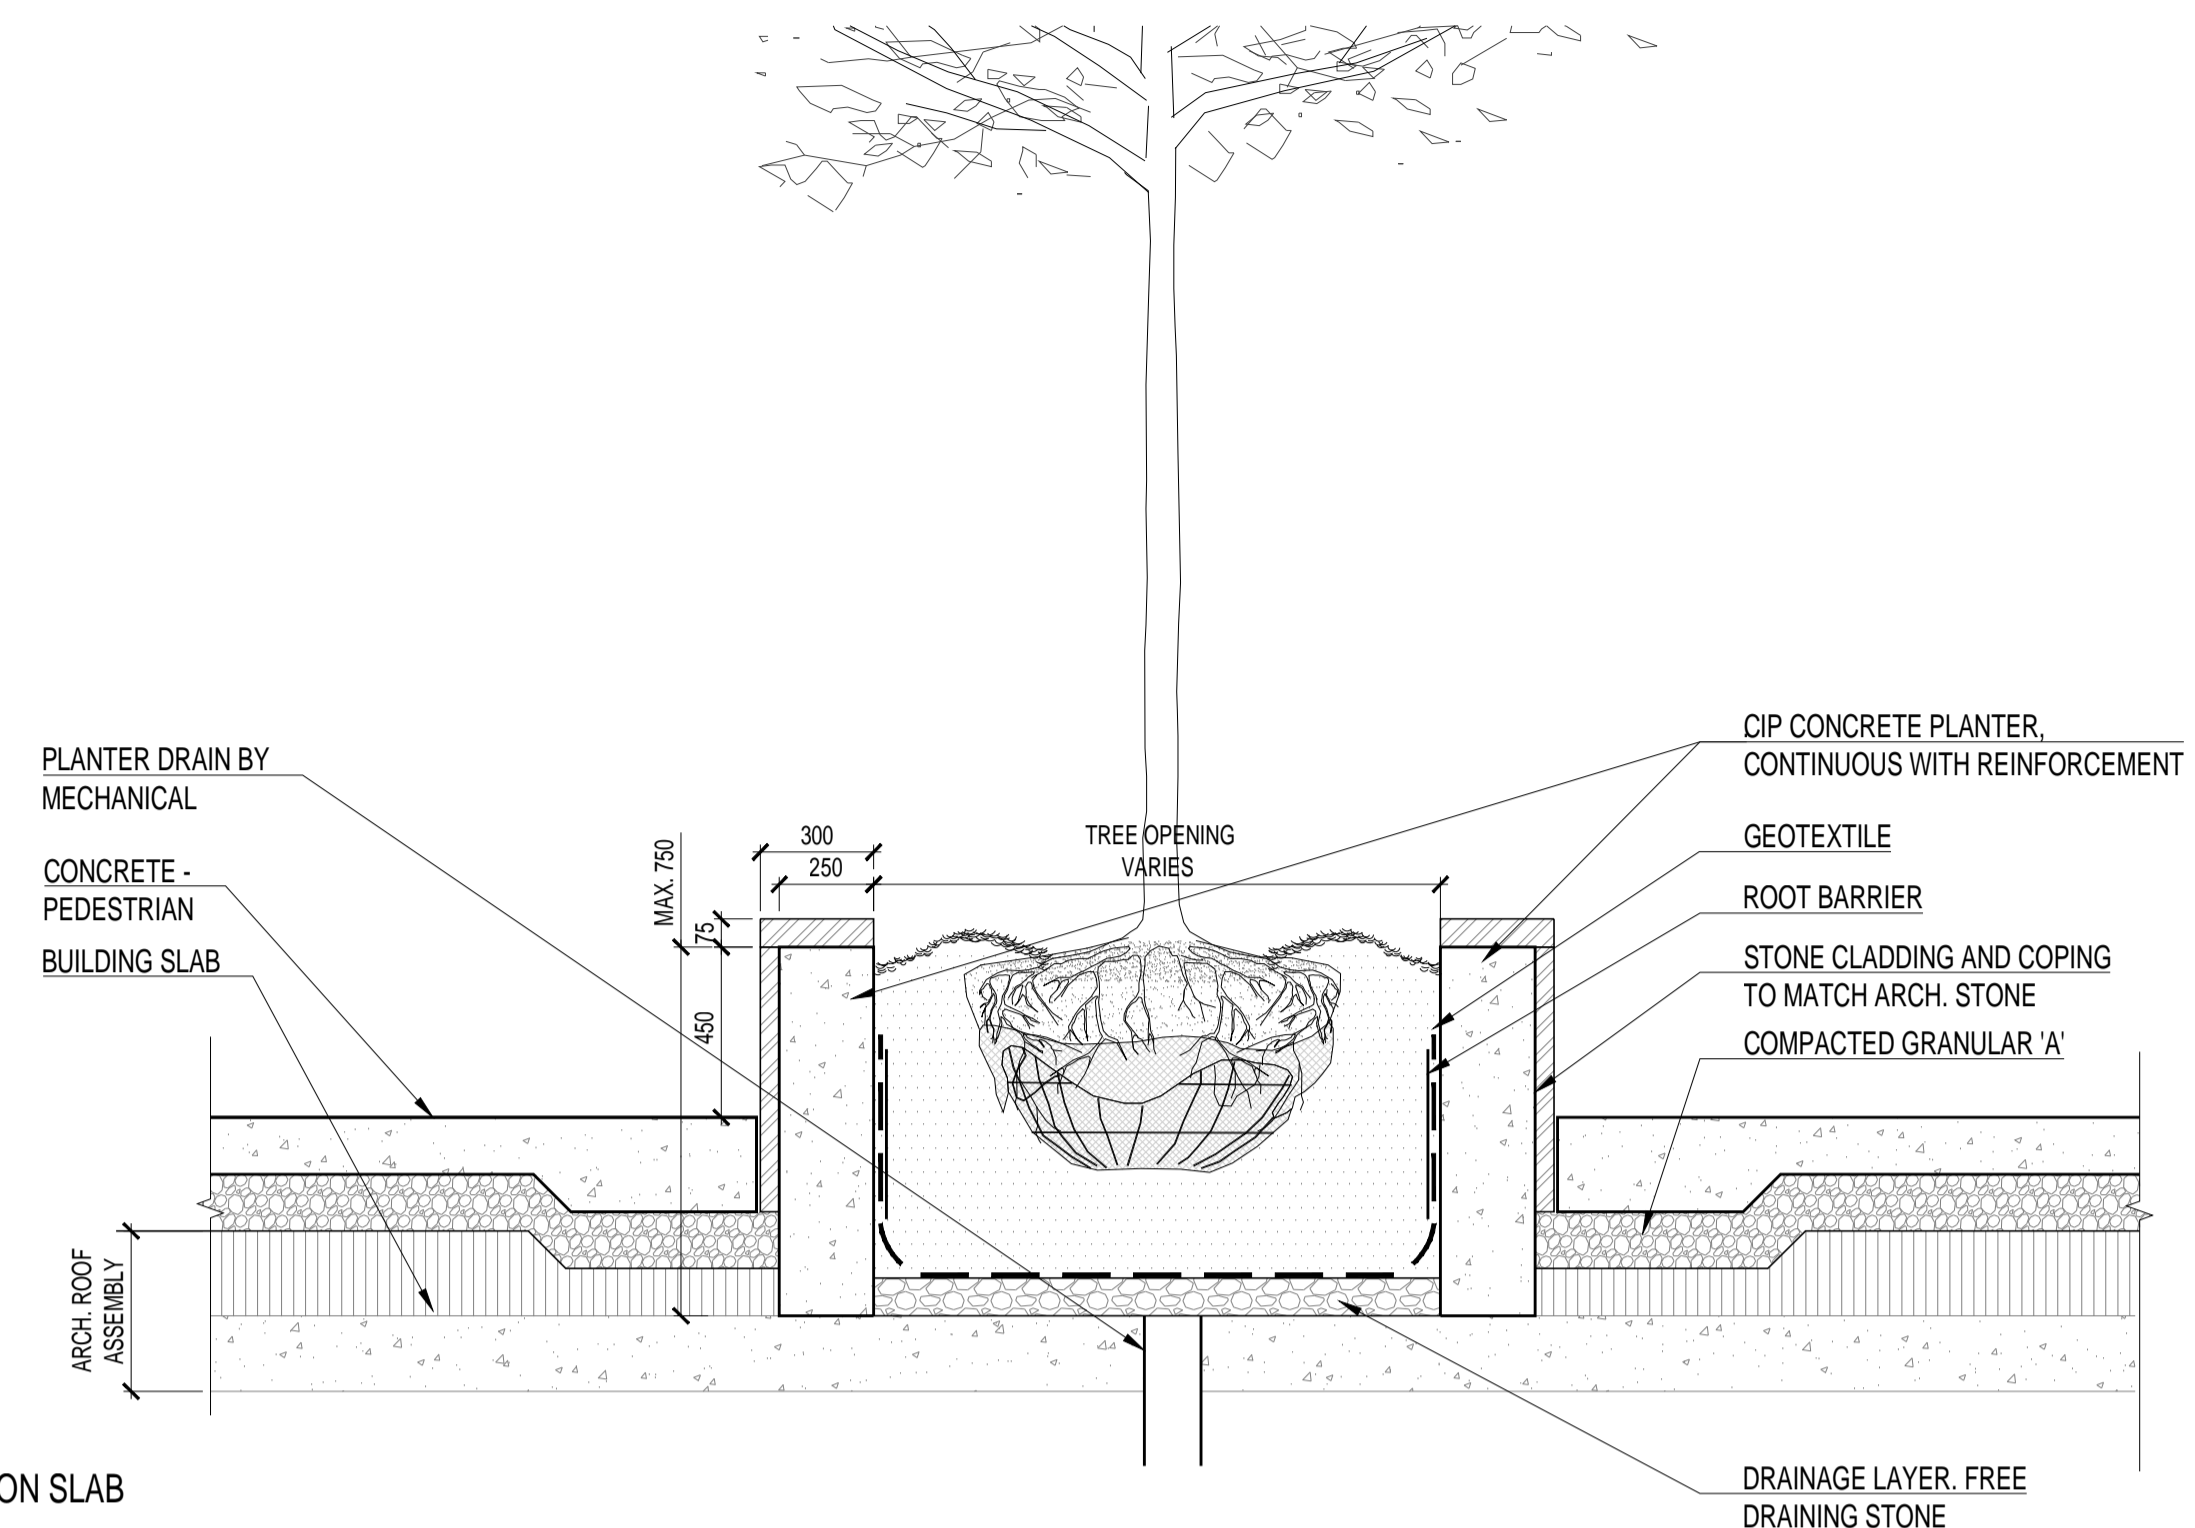 PLANTER DRAIN BY
MECHANICAL
CONCRETE -
PEDESTRIAN
BUILDING SLAB
ARCH. ROOF
ASSEMBLY
MAX. 750
75
450
300
250
TREE OPENING
VARIES
CIP CONCRETE PLANTER,
CONTINUOUS WITH REINFORCEMENT
GEOTEXTILE
ROOT BARRIER
STONE CLADDING AND COPING
TO MATCH ARCH. STONE
COMPACTED GRANULAR 'A'
DRAINAGE LAYER. FREE
DRAINING STONE
ON SLAB